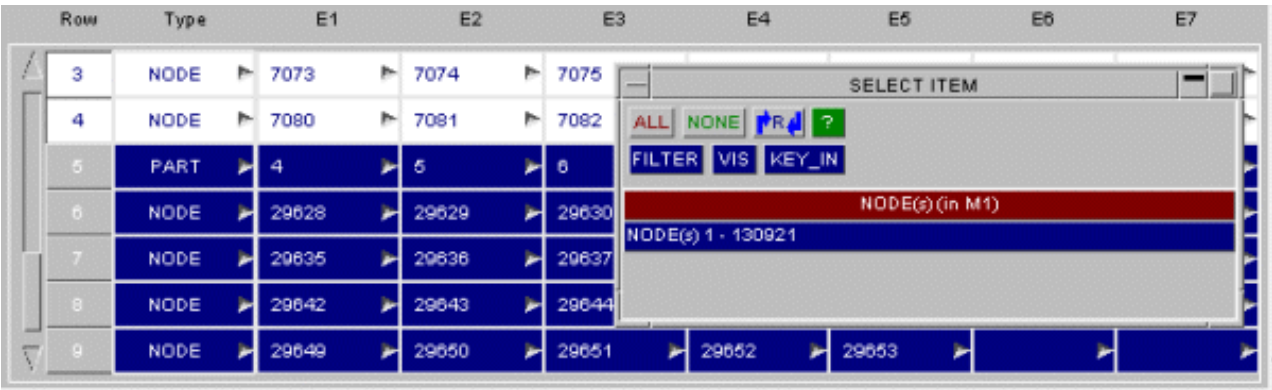 Row Type E1 E2 E3 E4 E5 E6 E7
3 NODE 7073 7074 7075
4 NODE 7080 7081 7082
5 PART 4 5 6
6 NODE 29628 29629 29630
7 NODE 29635 29636 29637
8 NODE 29642 29643 29644
9 NODE 29649 29650 29651 29652 29653
SELECT ITEM
ALL NONE R ?
FILTER VIS KEY_IN
NODE(s) (in M1)
NODE(s) 1 - 130921